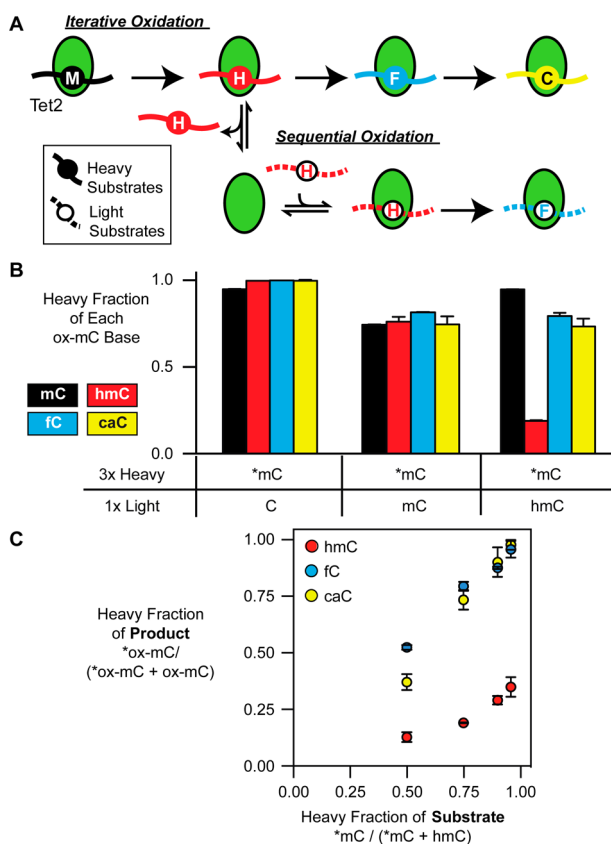 A
Iterative Oxidation
M
H
F
C
Tet2
H
Sequential Oxidation
Heavy
Substrates
Light
Substrates
H
H
F
B
Heavy Fraction
of Each
ox-mC Base
1.0
0.5
0.0
mC
hmC
fC
caC
3x Heavy
*mC
*mC
*mC
1x Light
C
mC
hmC
C
Heavy Fraction
of Product
*ox-mC/
(*ox-mC + ox-mC)
hmC
fC
caC
1.00
0.75
0.50
0.25
0.00
0.00 0.25 0.50 0.75 1.00
Heavy Fraction of Substrate
*mC / (*mC + hmC)